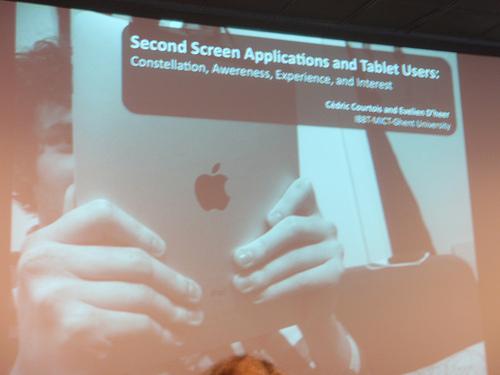 Second Screen Applications and Tablet Users:
Constellation, Awereness, Experience, and Interest
Cédric Courtois and Evelien D'heer
IBBT-MICT-Ghent University